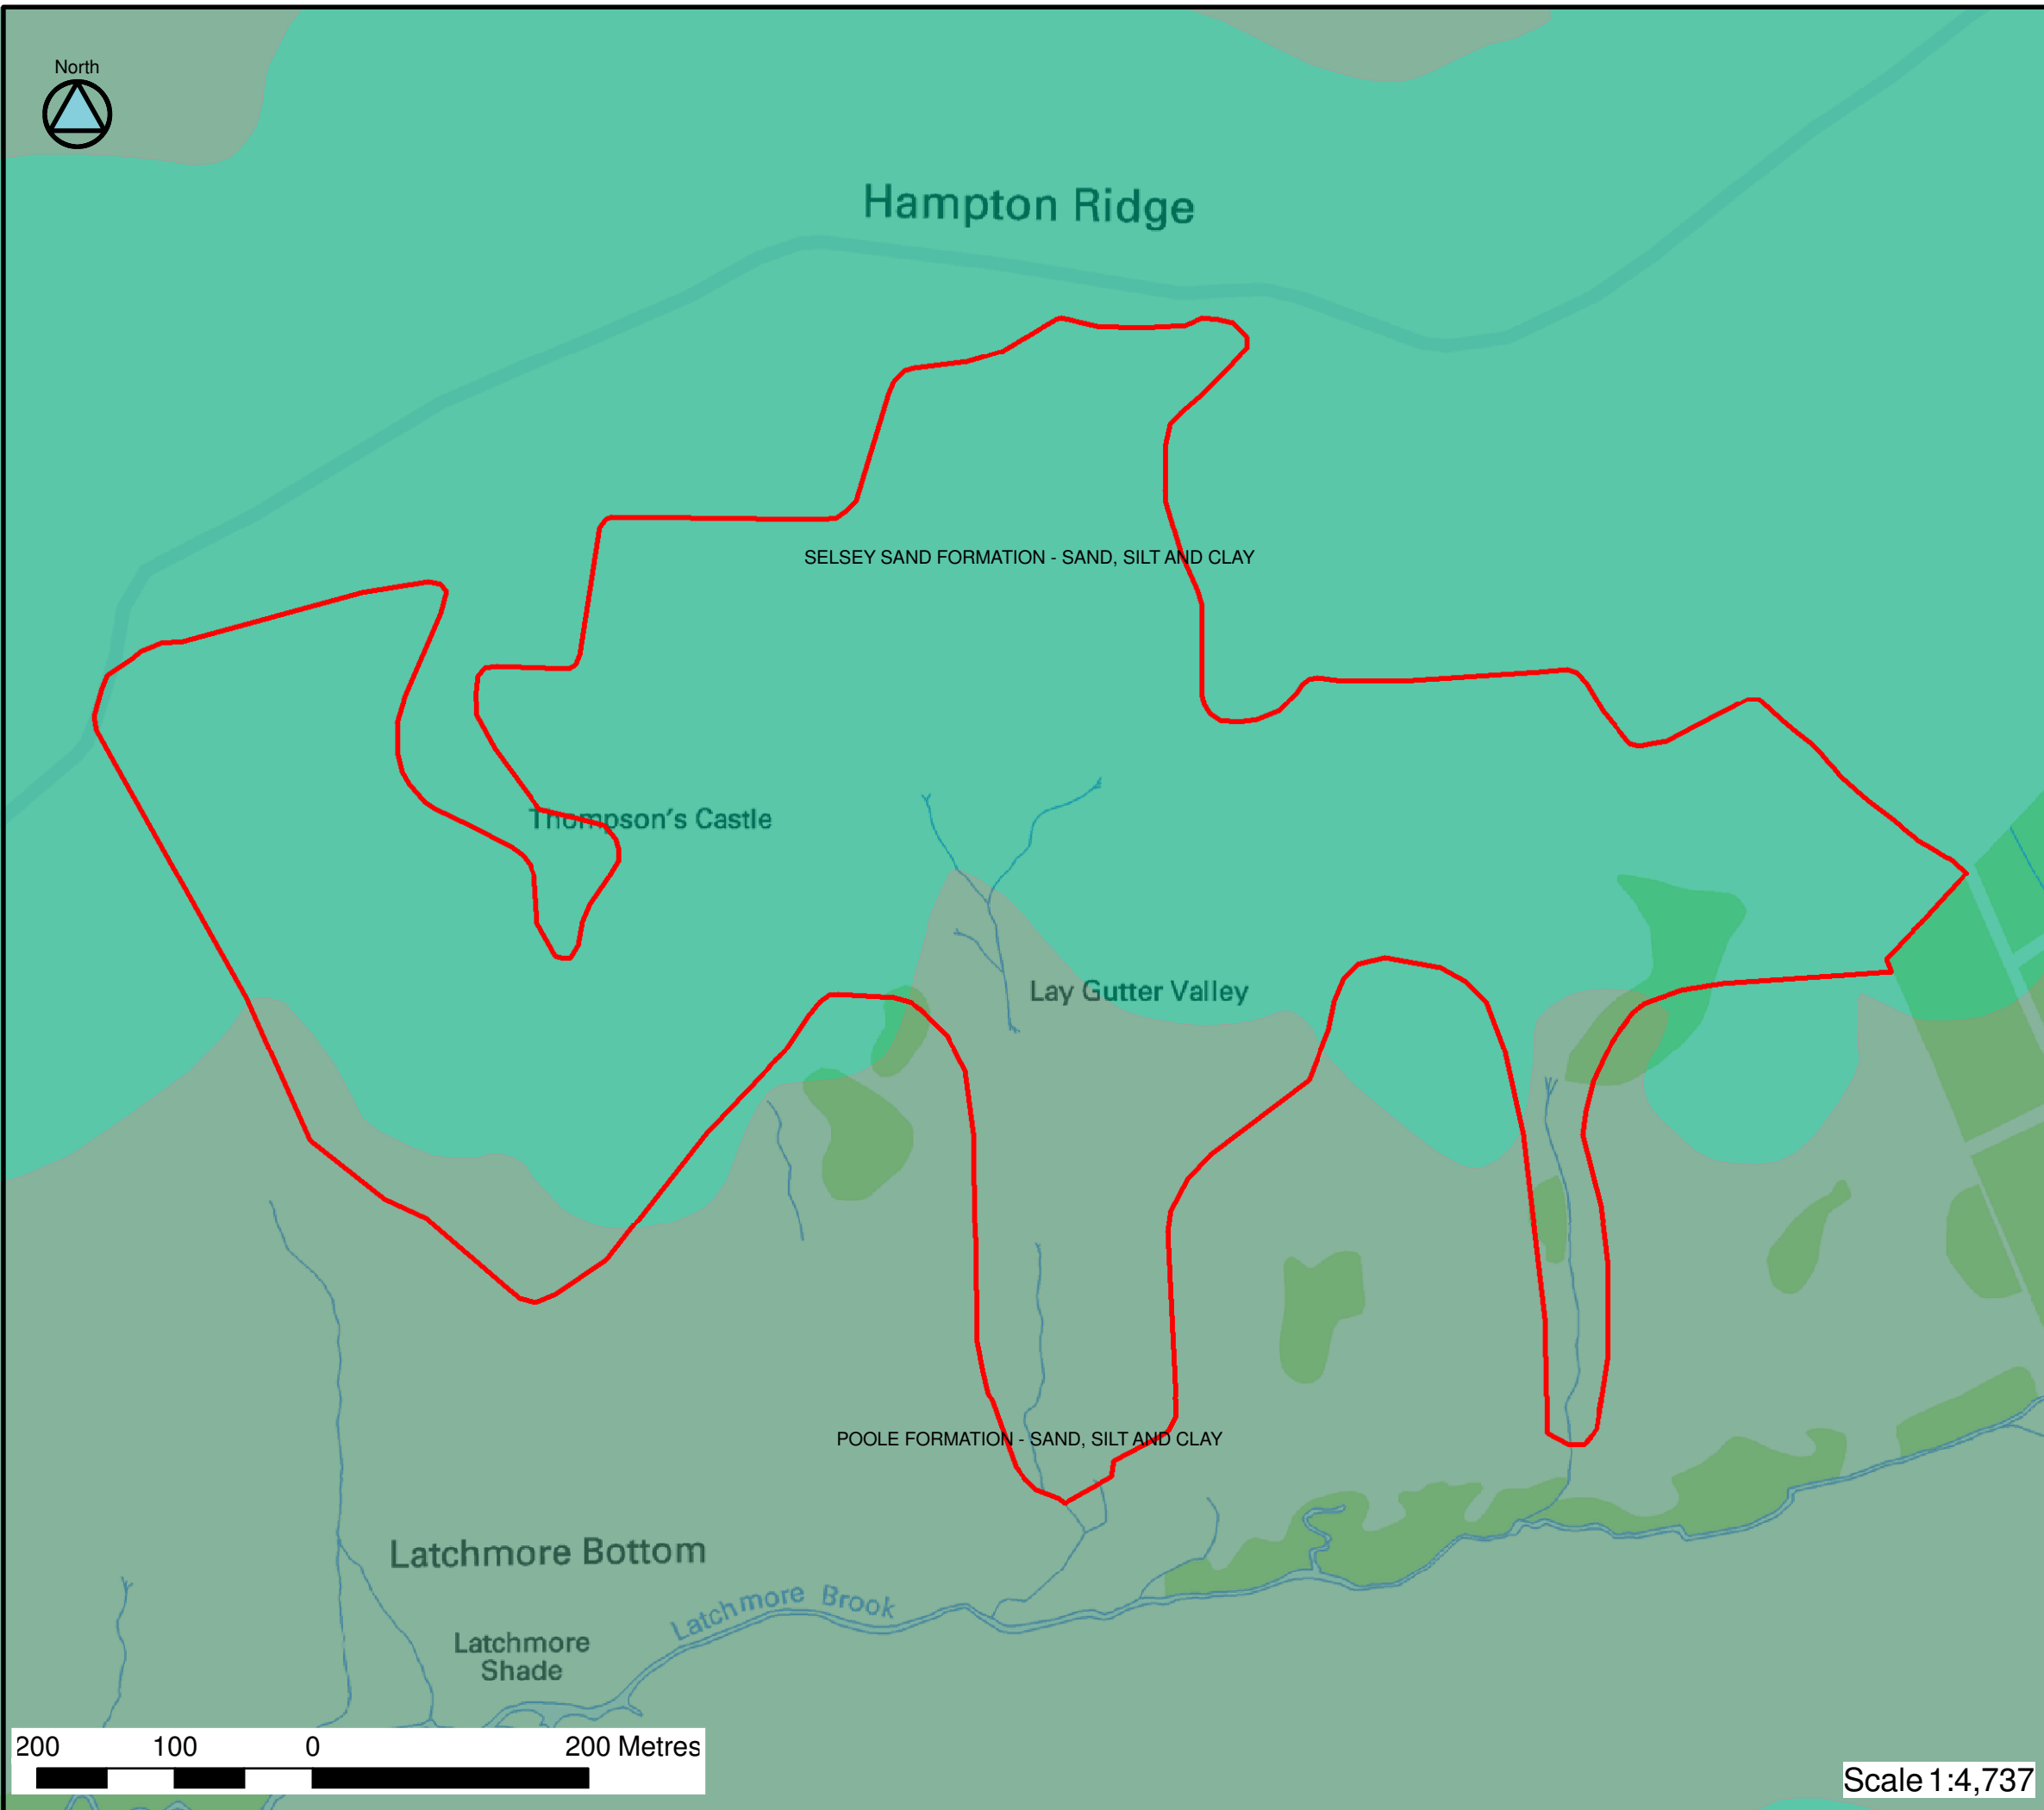 North
Hampton Ridge
SELSEY SAND FORMATION - SAND, SILT AND CLAY
Thompson's Castle
Lay Gutter Valley
POOLE FORMATION - SAND, SILT AND CLAY
Latchmore Bottom
Latchmore Brook
Latchmore
Shade
200 100 0 200 Metres
Scale 1:4,737